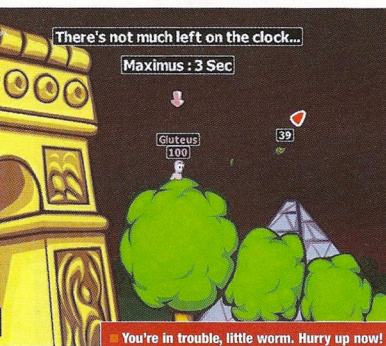 There's not much left on the clock...
Maximus : 3 Sec
Gluteus
100
39
You're in trouble, little worm. Hurry up now!